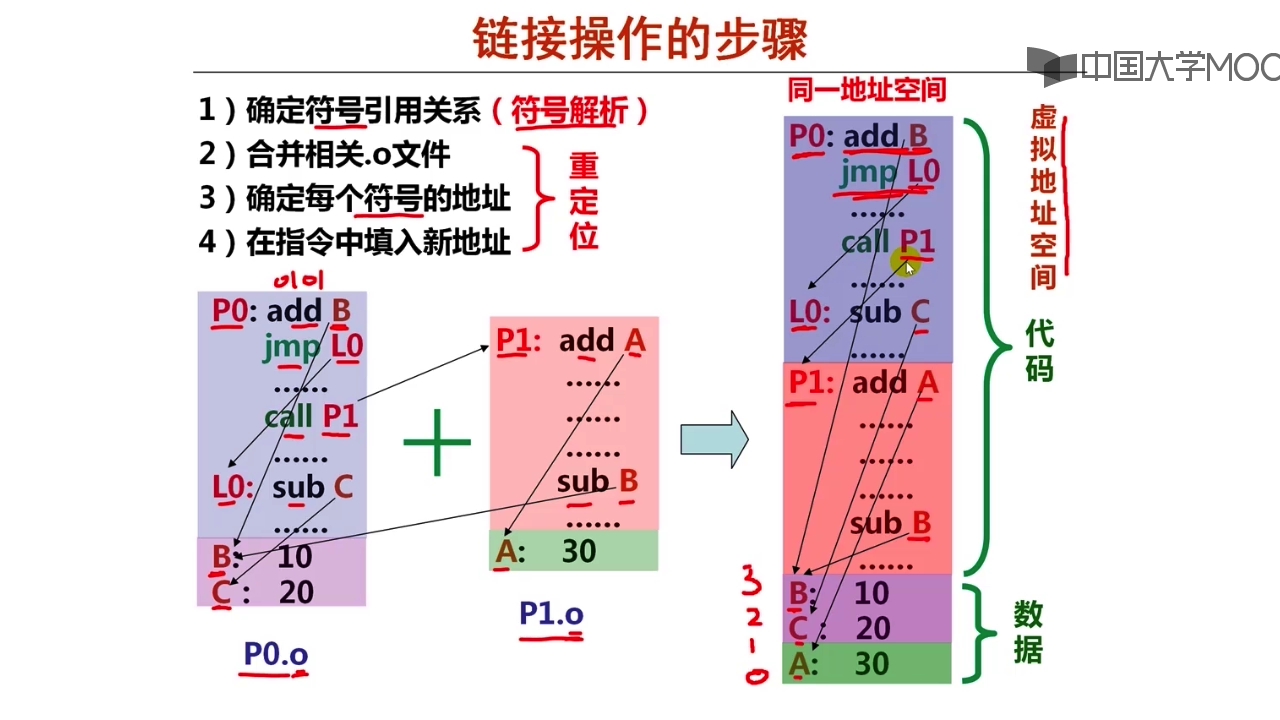 链接操作的步骤
中国大学MOO
1）确定符号引用关系（符号解析）
2）合并相关.o文件
3）确定每个符号的地址
4）在指令中填入新地址
重定位
0101
P0: add B
jmp L0
……
call P1
……
L0: sub C
……
B: 10
C: 20
P0.o
P1: add A
……
……
……
sub B
……
A: 30
P1.o
同一地址空间
P0: add B
jmp L0
……
call P1
……
L0: sub C
……
P1: add A
……
……
……
sub B
……
B: 10
C: 20
A: 30
3
2
1
0
虚拟地址空间
代码
数据